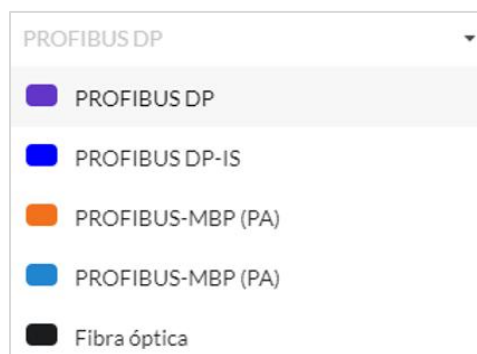 PROFIBUS DP
PROFIBUS DP
PROFIBUS DP-IS
PROFIBUS-MBP (PA)
PROFIBUS-MBP (PA)
Fibra óptica